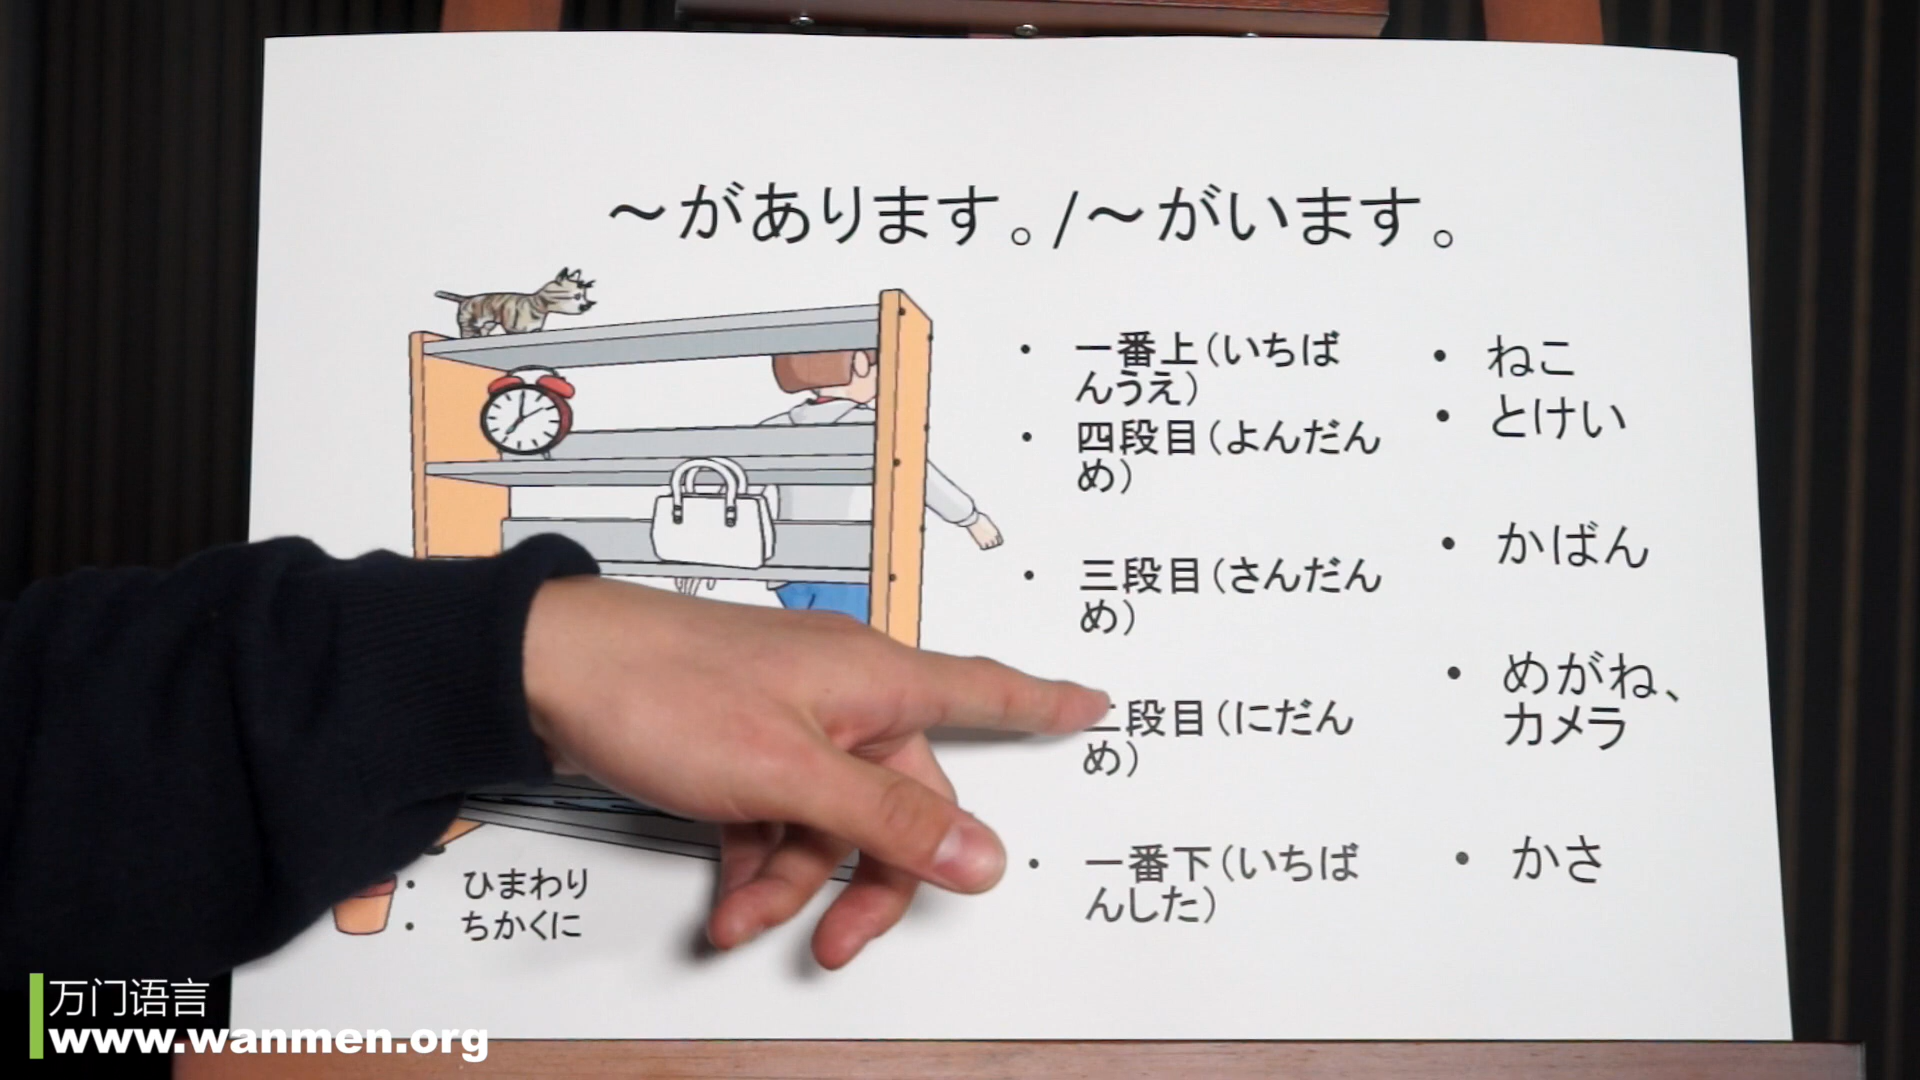 ～があります。/～がいます。
一番上(いちば
んうえ)
四段目(よんだん
め)
三段目(さんだん
め)
二段目(にだん
め)
一番下(いちば
んした)
ねこ
とけい
かばん
めがね、
カメラ
かさ
ひまわり
ちかくに
万门语言
www.wanmen.org